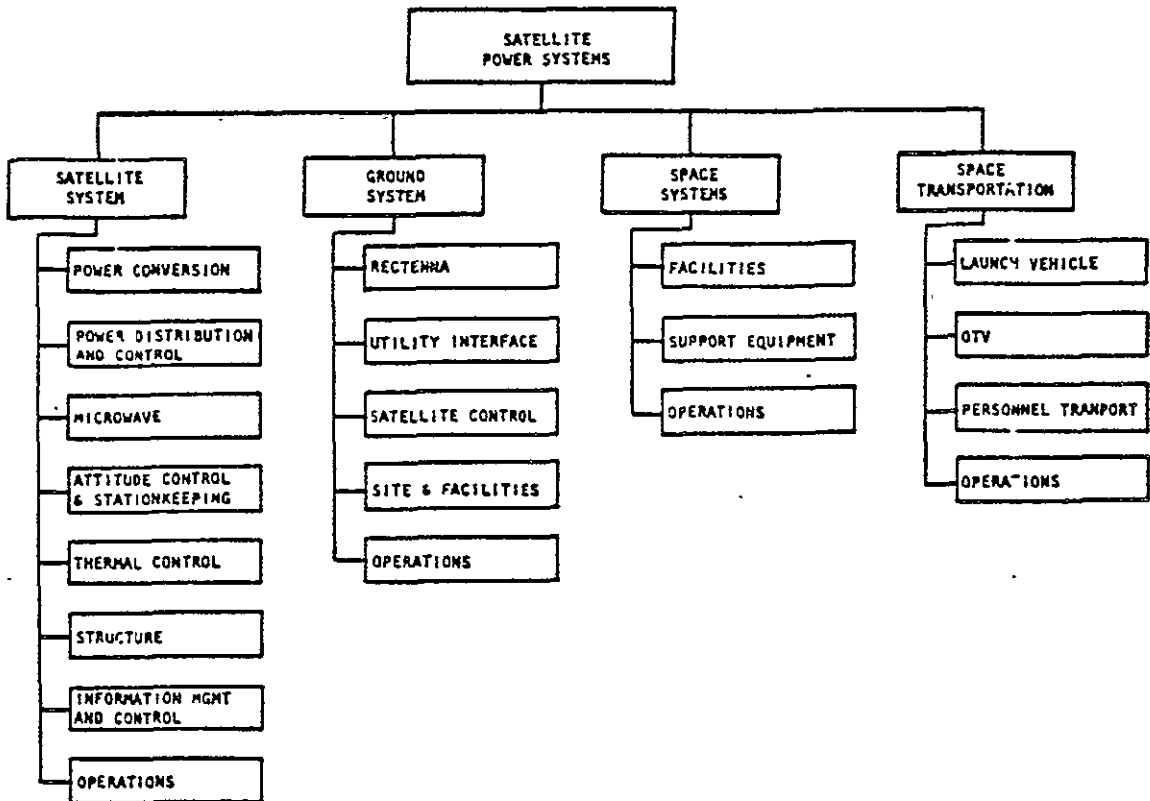 SATELLITE
POWER SYSTEMS
SATELLITE
SYSTEM
POWER CONVERSION
POWER DISTRIBUTION
AND CONTROL
MICROWAVE
ATTITUDE CONTROL
& STATIONKEEPING
THERMAL CONTROL
STRUCTURE
INFORMATION MGMT
AND CONTROL
OPERATIONS
GROUND
SYSTEM
RECTENNA
UTILITY INTERFACE
SATELLITE CONTROL
SITE & FACILITIES
OPERATIONS
SPACE
SYSTEMS
FACILITIES
SUPPORT EQUIPMENT
OPERATIONS
SPACE
TRANSPORTATION
LAUNCY VEHICLE
OTV
PERSONNEL TRANPORT
OPERATIONS